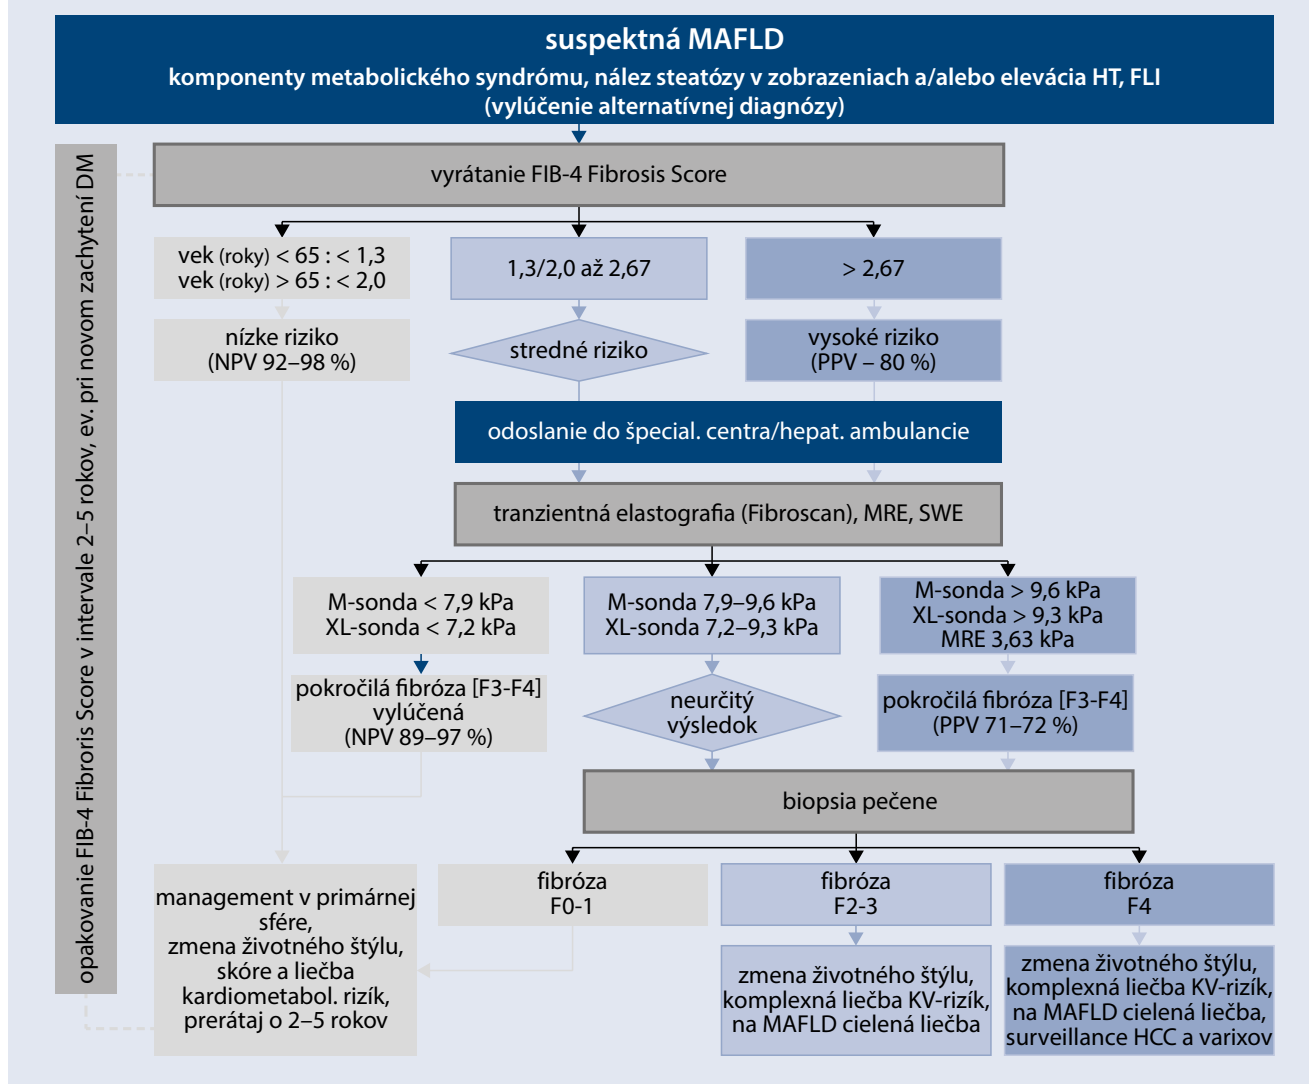 suspektná MAFLD
komponenty metabolického syndrómu, nález steatózy v zobrazeniach a/alebo elevácia HT, FLI
(vylúčenie alternatívnej diagnózy)
opakovanie FIB-4 Fibroris Score v intervale 2–5 rokov, ev. pri novom zachytení DM
vyrátanie FIB-4 Fibrosis Score
vek (roky) < 65 : < 1,3
vek (roky) > 65 : < 2,0
1,3/2,0 až 2,67
> 2,67
nízke riziko
(NPV 92–98 %)
stredné riziko
vysoké riziko
(PPV – 80 %)
odoslanie do špecial. centra/hepat. ambulancie
tranzientná elastografia (Fibroscan), MRE, SWE
M-sonda < 7,9 kPa
XL-sonda < 7,2 kPa
M-sonda 7,9–9,6 kPa
XL-sonda 7,2–9,3 kPa
M-sonda > 9,6 kPa
XL-sonda > 9,3 kPa
MRE 3,63 kPa
pokročilá fibróza [F3-F4]
vylúčená
(NPV 89–97 %)
neurčitý
výsledok
pokročilá fibróza [F3-F4]
(PPV 71–72 %)
biopsia pečene
management v primárnej
sfére,
zmena životného štýlu,
skóre a liečba
kardiometabol. rizík,
prerátaj o 2–5 rokov
fibróza
F0-1
fibróza
F2-3
fibróza
F4
zmena životného štýlu,
komplexná liečba KV-rizík,
na MAFLD cielená liečba
zmena životného štýlu,
komplexná liečba KV-rizík,
na MAFLD cielená liečba,
surveillance HCC a varixov